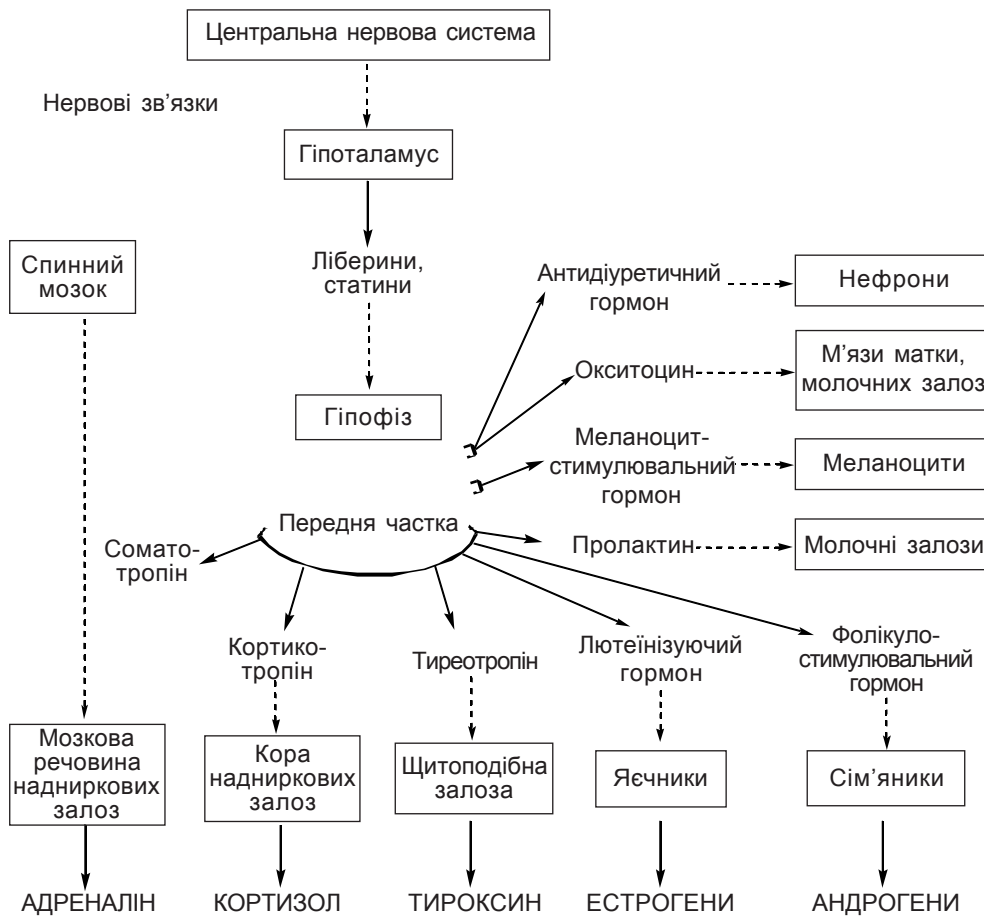 Центральна нервова система
Нервові зв'язки
Гіпоталамус
Спинний
мозок
Ліберини,
статини
Антидіуретичний
гормон
Нефрони
Окситоцин
М'язи матки,
молочних залоз
Гіпофіз
Меланоцит-
стимулювальний
гормон
Меланоцити
Передня частка
Сомато-
тропін
Пролактин
Молочні залози
Кортико-
тропін
Тиреотропін
Лютеїнізуючий
гормон
Фолікуло-
стимулювальний
гормон
Мозкова
речовина
надниркових
залоз
Кора
надниркових
залоз
Щитоподібна
залоза
Яєчники
Сім'яники
АДРЕНАЛІН
КОРТИЗОЛ
ТИРОКСИН
ЕСТРОГЕНИ
АНДРОГЕНИ